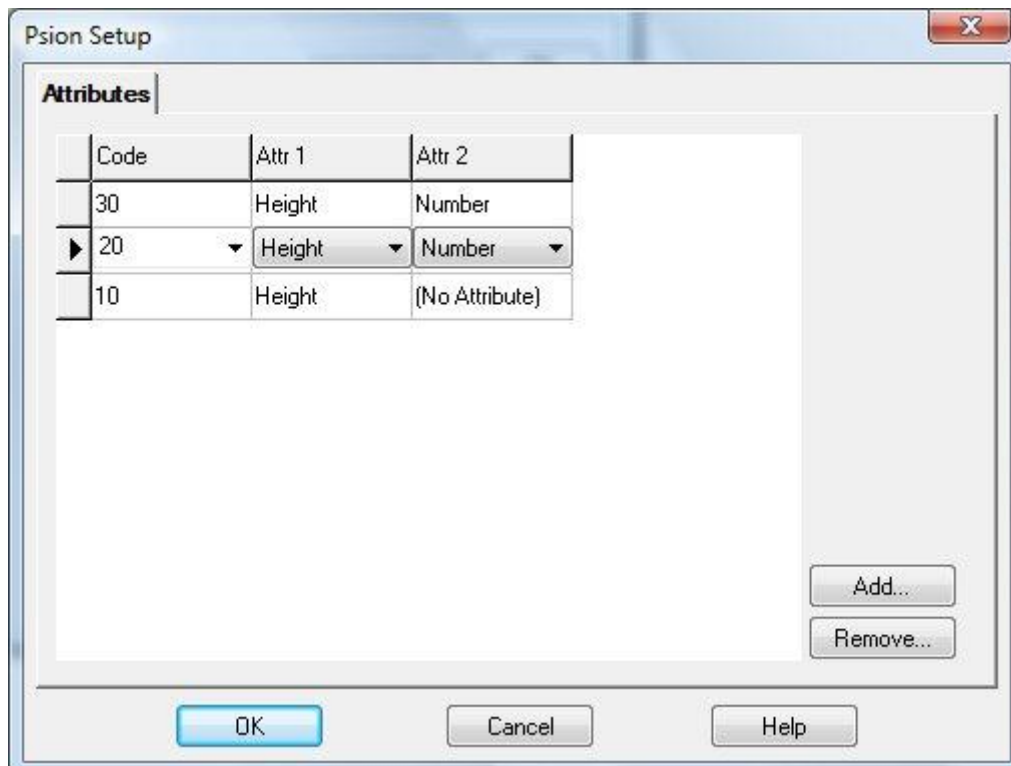 Psion Setup
Attributes
Code Attr 1 Attr 2
30 Height Number
20 Height Number
10 Height (No Attribute)
Add...
Remove...
OK Cancel Help